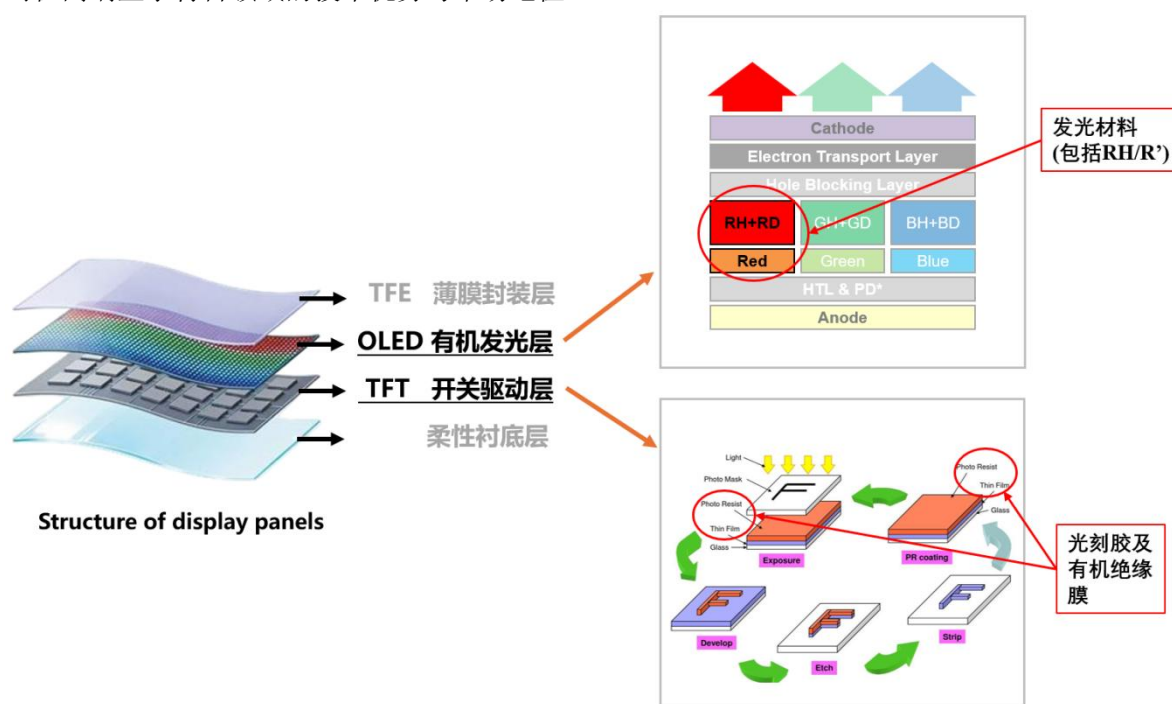 TFE 薄膜封装层
OLED 有机发光层
TFT 开关驱动层
柔性衬底层
Structure of display panels
Cathode
Electron Transport Layer
Hole Blocking Layer
RH+RD
GH+GD
BH+BD
Red
Green
Blue
HTL & PD*
Anode
发光材料
(包括RH/R’)
Light
Photo Mask
Photo Resist
Thin Film
Glass
Exposure
Photo Resist
Thin Film
Glass
PR coating
Develop
Etch
Strip
光刻胶及
有机绝缘
膜